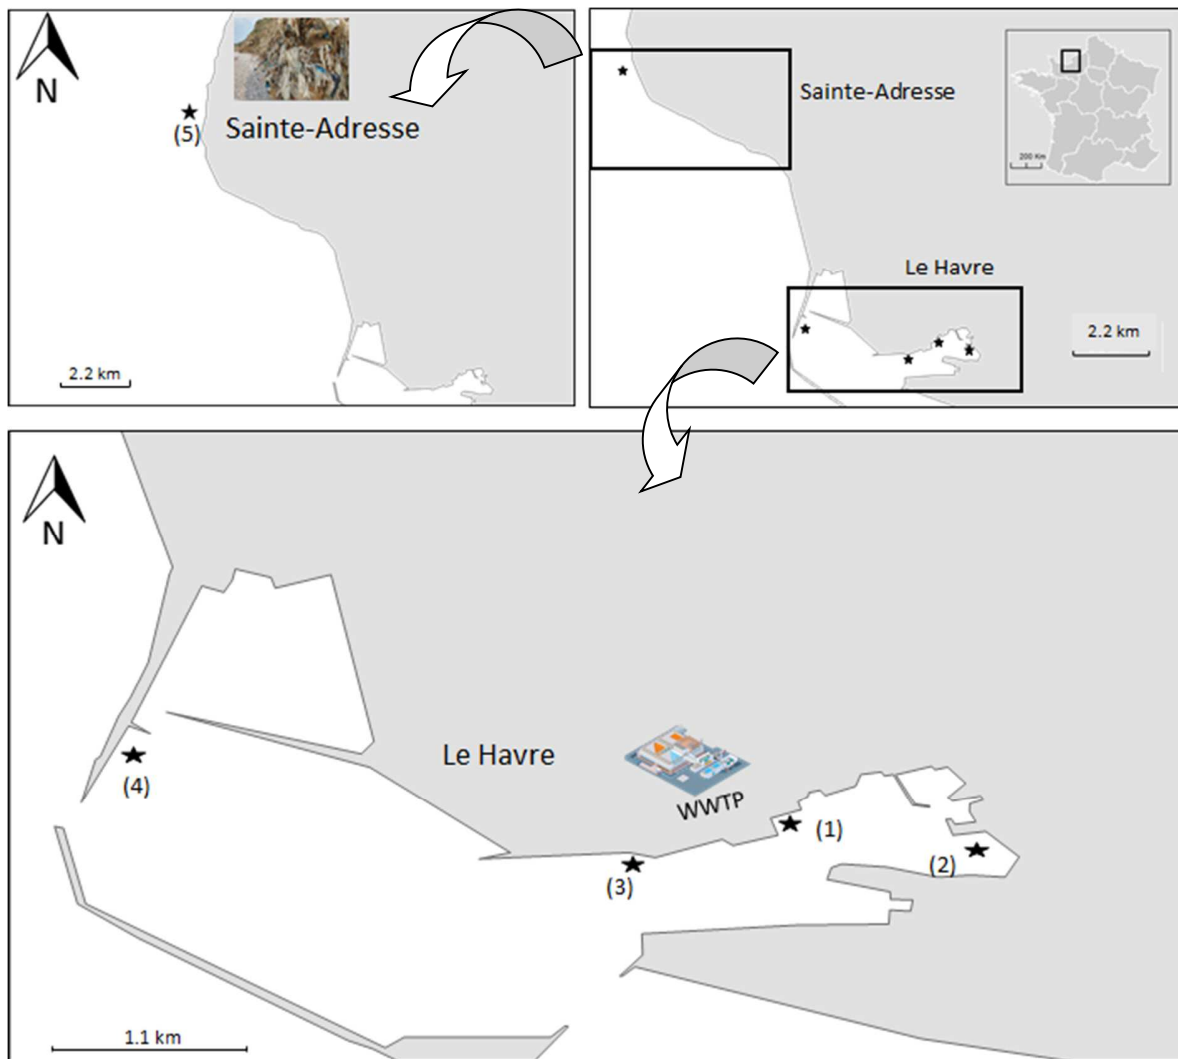 N
(5)
Sainte-Adresse
2.2 km
Sainte-Adresse
200 Km
Le Havre
2.2 km
N
(4)
Le Havre
WWTP
(1)
(2)
(3)
1.1 km